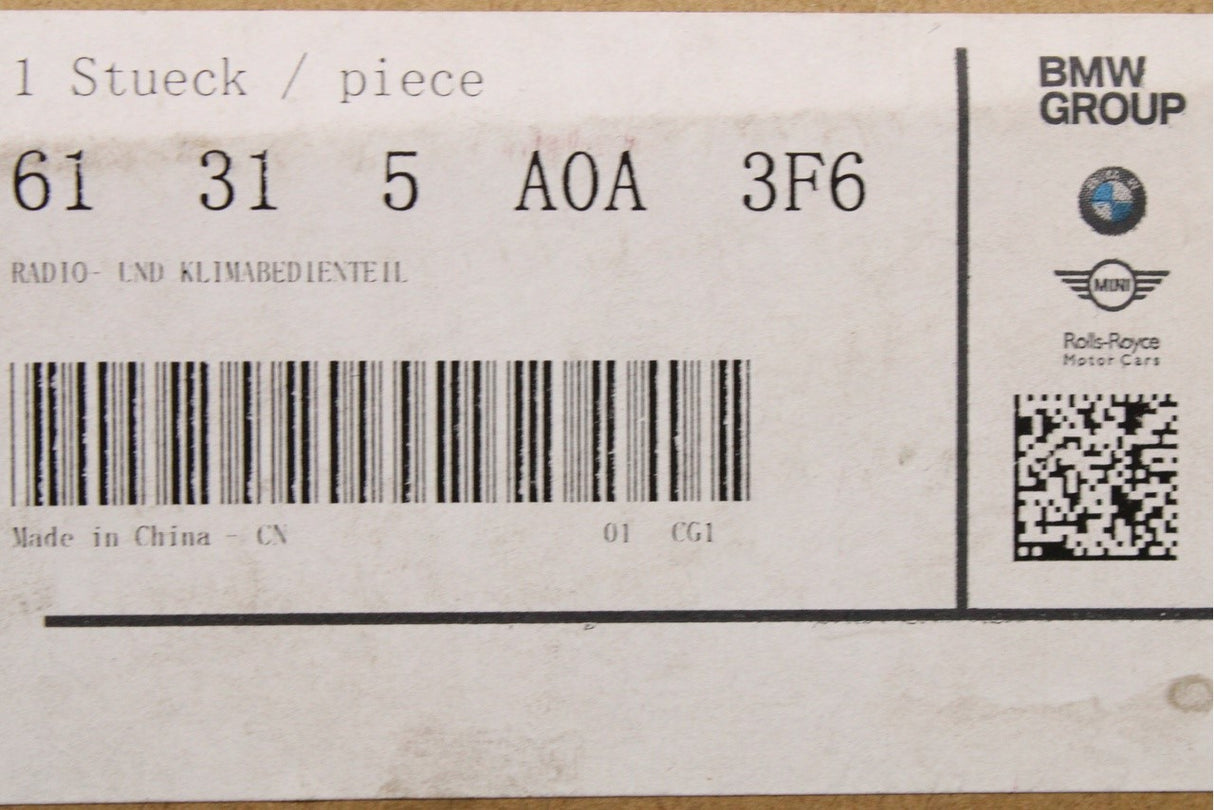 1 Stueck / piece
61 31 5 A0A 3F6
RADIO- UND KLIMABEDIENTEIL
Made in China - CN 01 CG1
BMW
GROUP
MINI
Rolls-Royce
Motor Cars